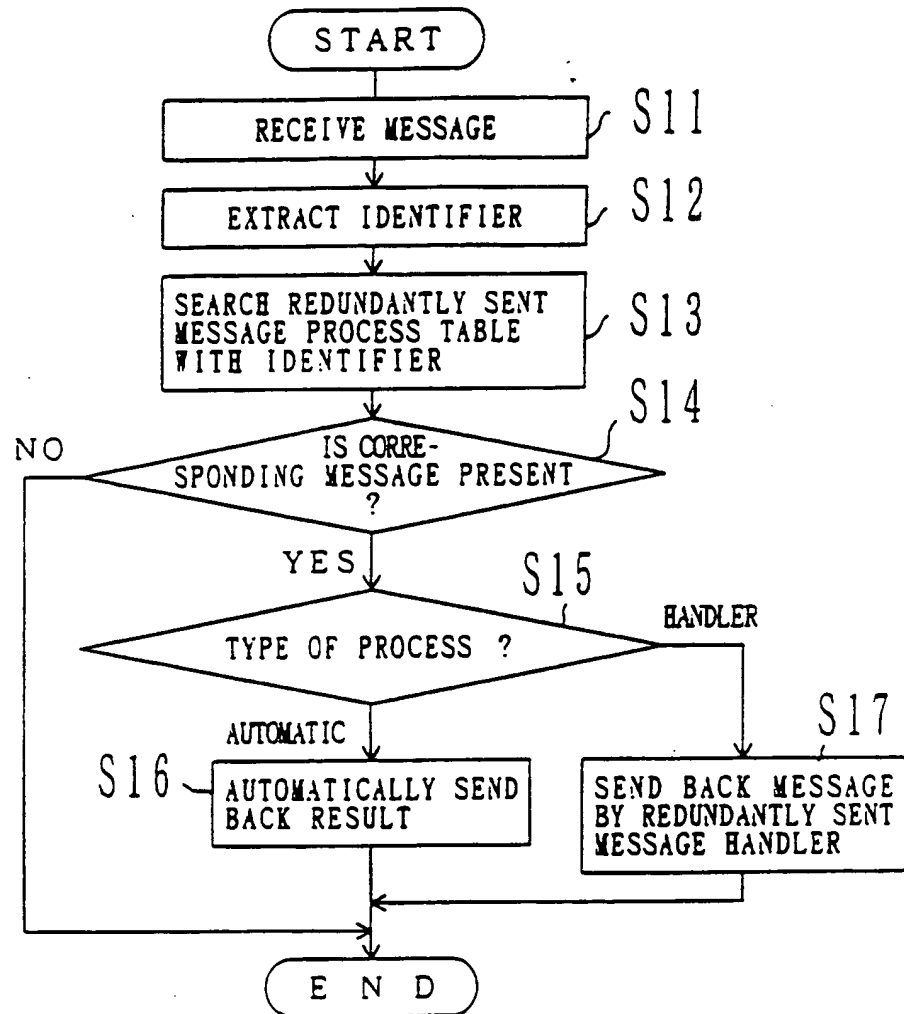 START
RECEIVE MESSAGE
S11
EXTRACT IDENTIFIER
S12
SEARCH REDUNDANTLY SENT
MESSAGE PROCESS TABLE
WITH IDENTIFIER
S13
S14
NO
IS CORRE-
SPONDING MESSAGE PRESENT
?
YES
S15
TYPE OF PROCESS ?
HANDLER
AUTOMATIC
S16
AUTOMATICALLY SEND
BACK RESULT
S17
SEND BACK MESSAGE
BY REDUNDANTLY SENT
MESSAGE HANDLER
END